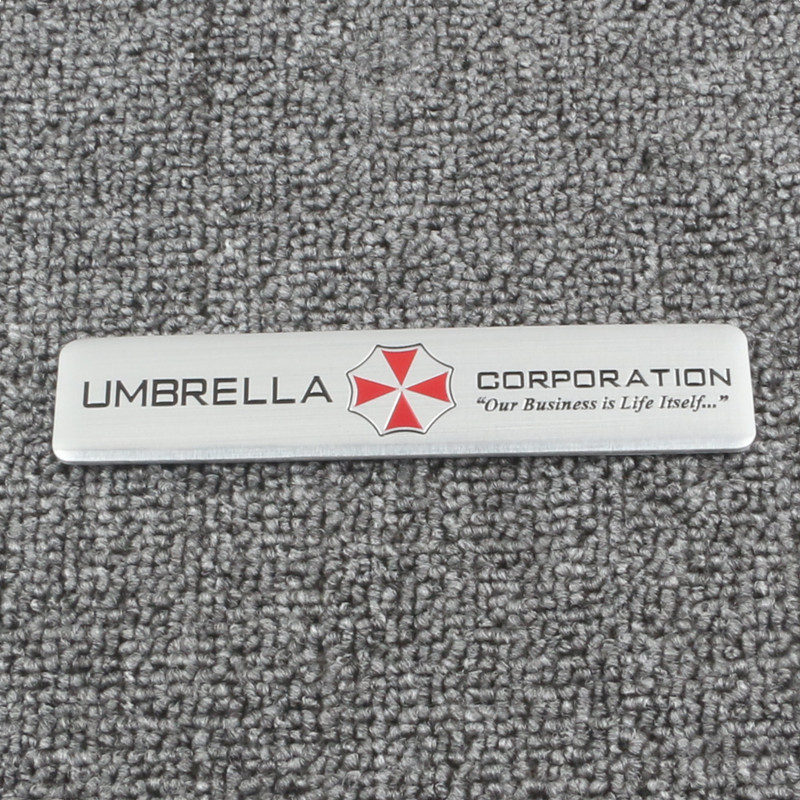 UMBRELLA CORPORATION
“Our Business is Life Itself...”